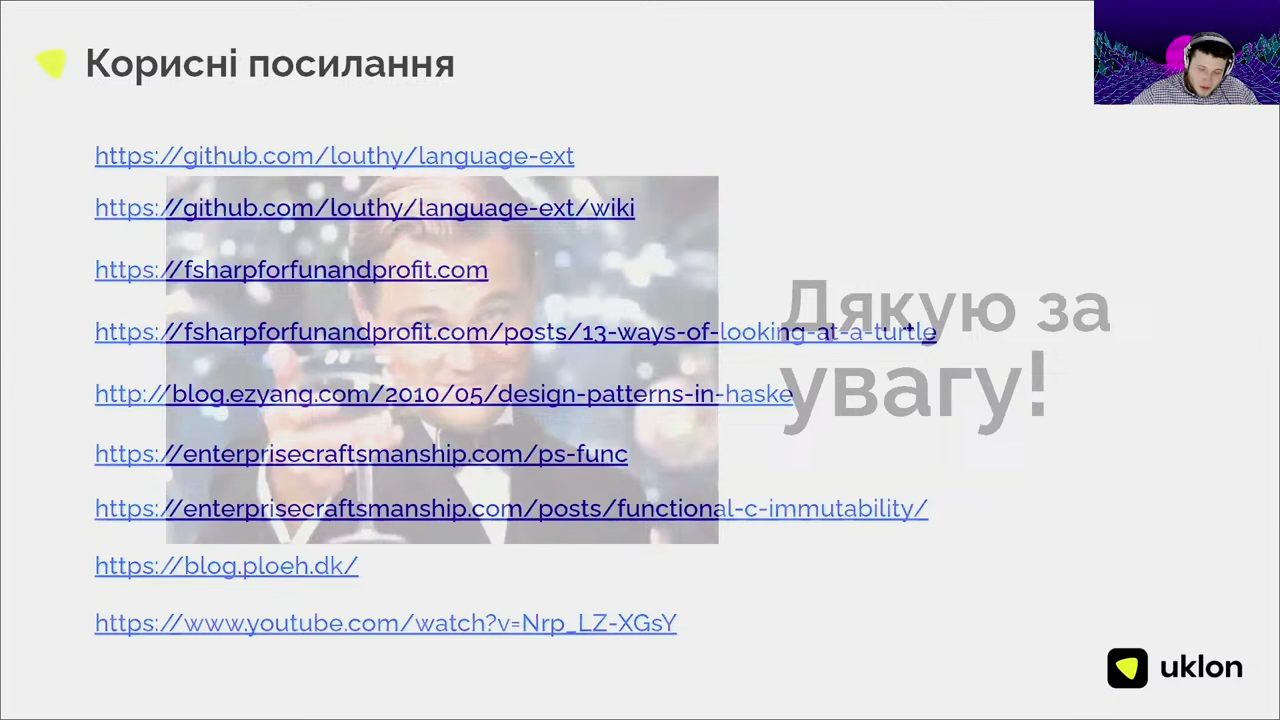 Корисні посилання
https://github.com/louthy/language-ext
https://github.com/louthy/language-ext/wiki
https://fsharpforfunandprofit.com
https://fsharpforfunandprofit.com/posts/13-ways-of-looking-at-a-turtle
http://blog.ezyang.com/2010/05/design-patterns-in-haske
https://enterprisecraftsmanship.com/ps-func
https://enterprisecraftsmanship.com/posts/functional-c-immutability/
https://blog.ploeh.dk/
https://www.youtube.com/watch?v=Nrp_LZ-XGsY
Дякую за
увагу!
uklon